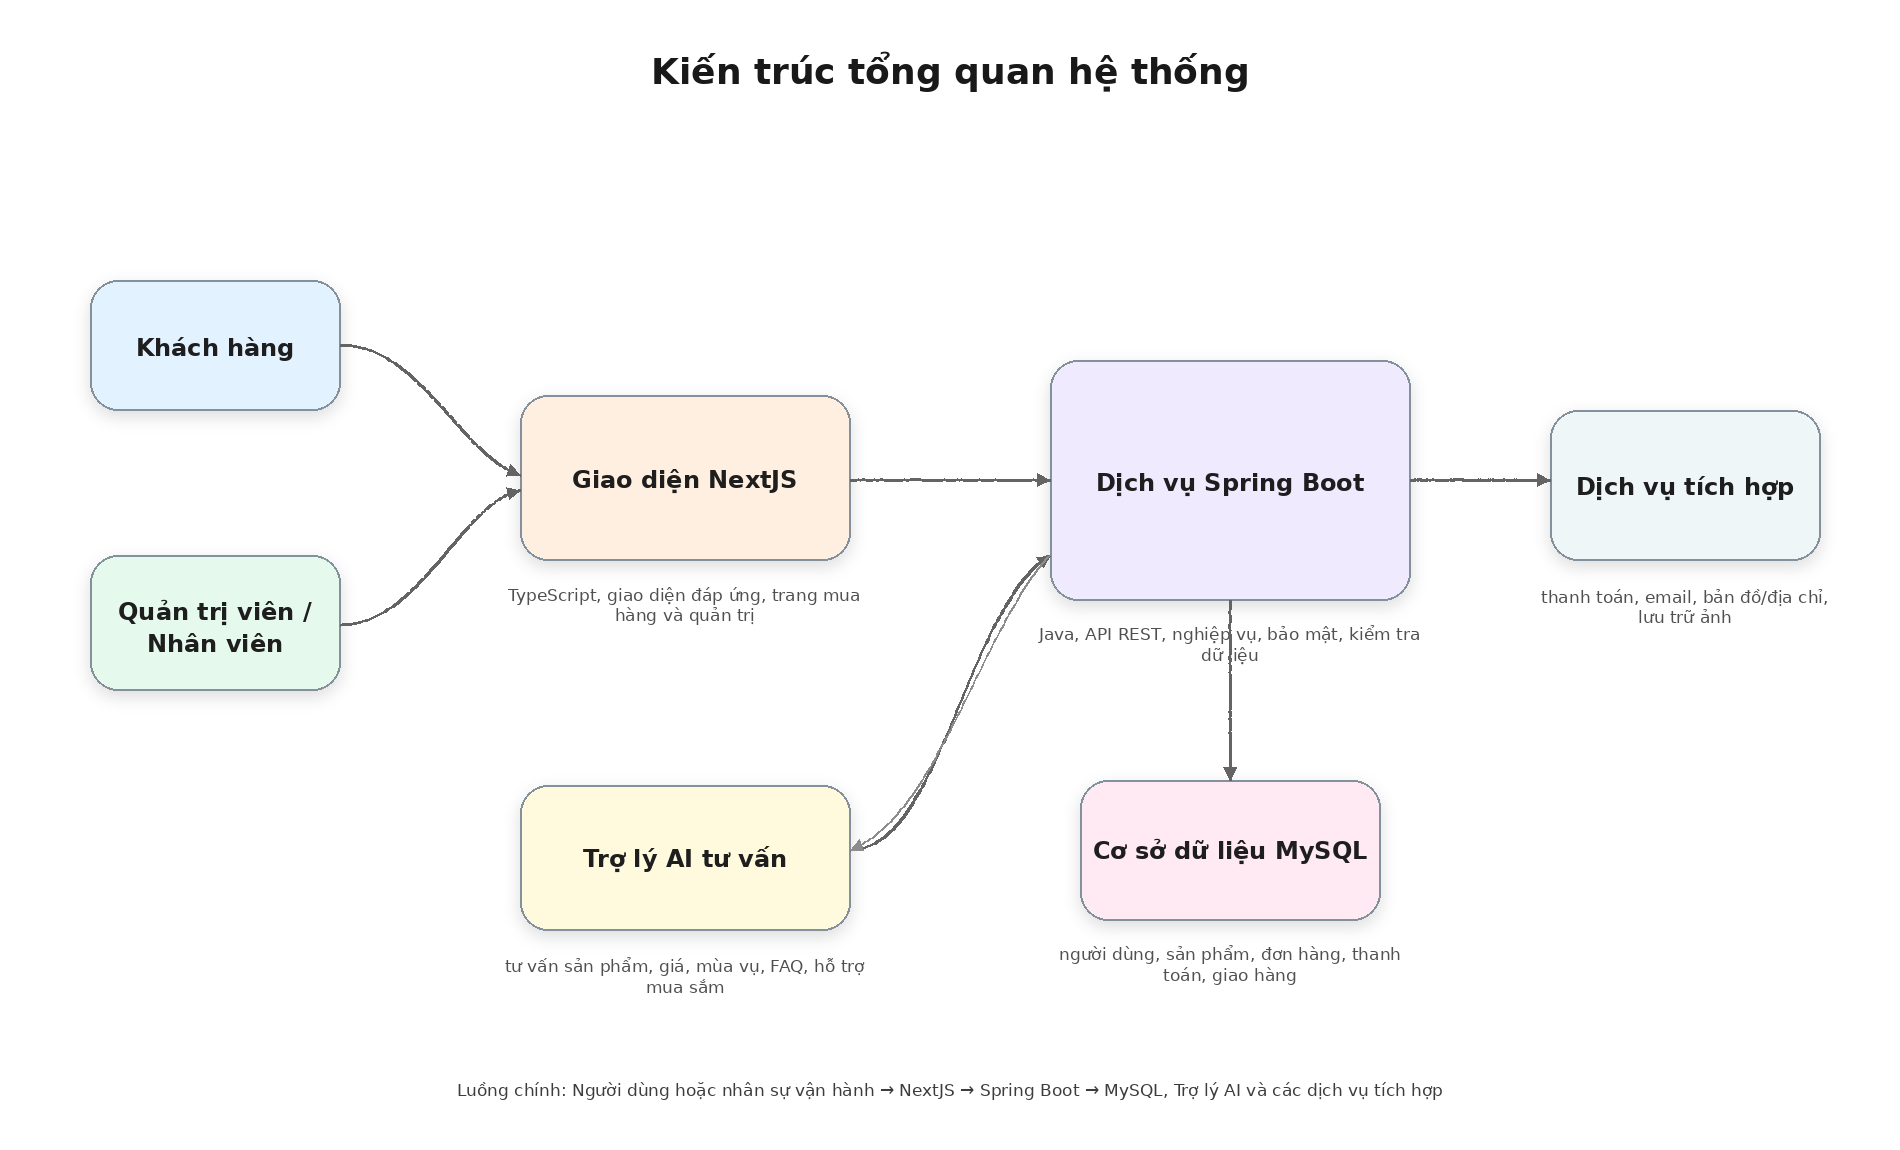 Kiến trúc tổng quan hệ thống
Khách hàng
Quản trị viên /
Nhân viên
Giao diện NextJS
TypeScript, giao diện đáp ứng, trang mua
hàng và quản trị
Dịch vụ Spring Boot
Java, API REST, nghiệp vụ, bảo mật, kiểm tra
dữ liệu
Dịch vụ tích hợp
thanh toán, email, bản đồ/địa chỉ,
lưu trữ ảnh
Trợ lý AI tư vấn
tư vấn sản phẩm, giá, mùa vụ, FAQ, hỗ trợ
mua sắm
Cơ sở dữ liệu MySQL
người dùng, sản phẩm, đơn hàng, thanh
toán, giao hàng
Luồng chính: Người dùng hoặc nhân sự vận hành → NextJS → Spring Boot → MySQL, Trợ lý AI và các dịch vụ tích hợp